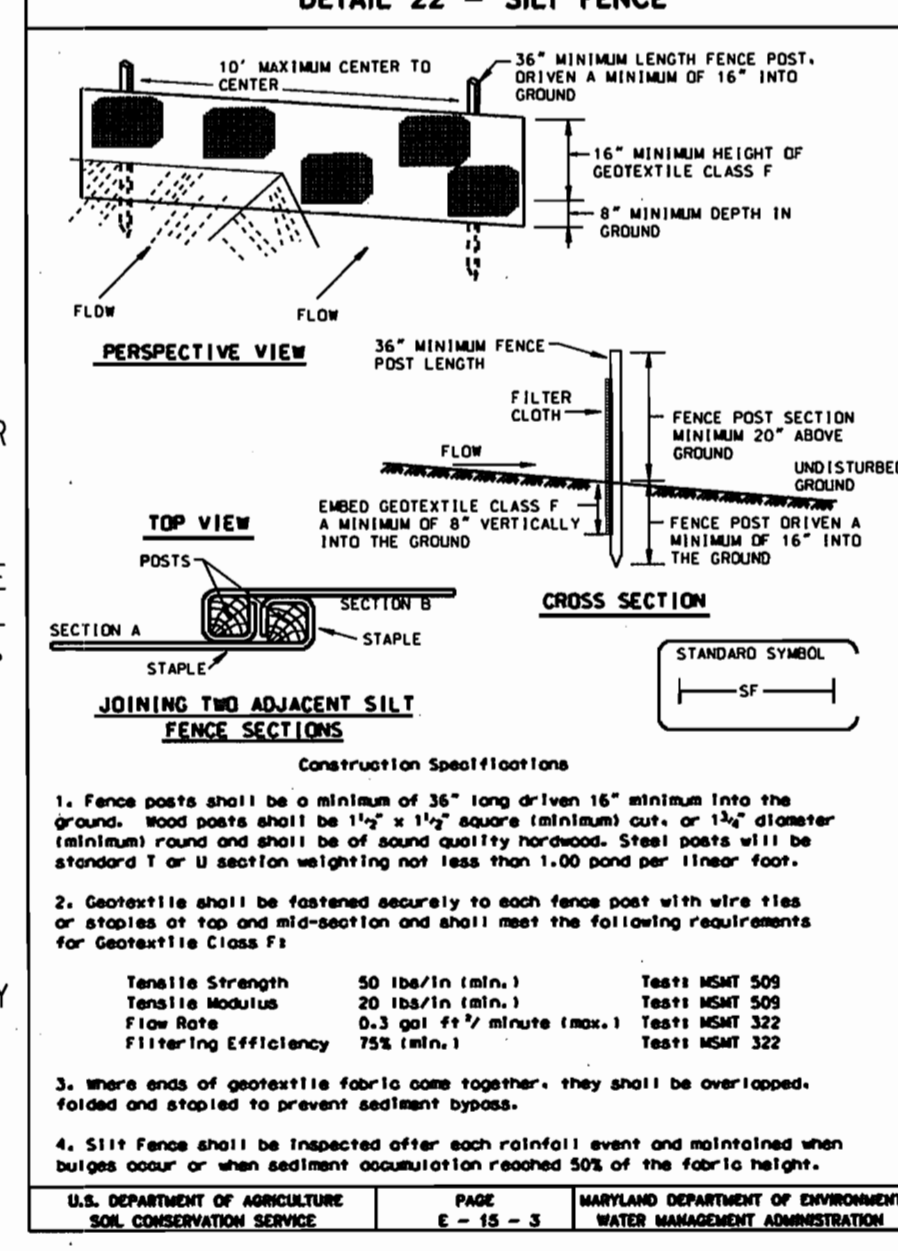 DETAIL 22 - SILT FENCE
10' MAXIMUM CENTER TO
CENTER
36" MINIMUM LENGTH FENCE POST,
DRIVEN A MINIMUM OF 16" INTO
GROUND
16" MINIMUM HEIGHT OF
GEOTEXTILE CLASS F
8" MINIMUM DEPTH IN
GROUND
FLOW
FLOW
PERSPECTIVE VIEW
36" MINIMUM FENCE
POST LENGTH
FILTER
CLOTH
FLOW
FENCE POST SECTION
MINIMUM 20" ABOVE
GROUND
UNDISTURBED
GROUND
EMBED GEOTEXTILE CLASS F
A MINIMUM OF 8" VERTICALLY
INTO THE GROUND
FENCE POST DRIVEN A
MINIMUM OF 16" INTO
THE GROUND
CROSS SECTION
TOP VIEW
POSTS
SECTION B
SECTION A
STAPLE
STAPLE
JOINING TWO ADJACENT SILT
FENCE SECTIONS
STANDARD SYMBOL
SF
Construction Specifications
1. Fence posts shall be a minimum of 36" long driven 16" minimum into the
ground. Wood posts shall be 1 1/2" x 1 1/2" square (minimum) cut, or 1 3/4" diameter
(minimum) round and shall be of sound quality hardwood. Steel posts will be
standard T or U section weighting not less than 1.00 pond per linear foot.
2. Geotextile shall be fastened securely to each fence post with wire ties
or staples at top and mid-section and shall meet the following requirements
for Geotextile Class F:
Tensile Strength 50 lbs/in (min.) Test: MSMT 509
Tensile Modulus 20 lbs/in (min.) Test: MSMT 509
Flow Rate 0.3 gal ft²/ minute (max.) Test: MSMT 322
Filtering Efficiency 75% (min.) Test: MSMT 322
3. Where ends of geotextile fabric come together, they shall be overlapped,
folded and stapled to prevent sediment bypass.
4. Silt Fence shall be inspected after each rainfall event and maintained when
bulges occur or when sediment accumulation reached 50% of the fabric height.
U.S. DEPARTMENT OF AGRICULTURE
SOIL CONSERVATION SERVICE
PAGE
E - 15 - 3
MARYLAND DEPARTMENT OF ENVIRONMENT
WATER MANAGEMENT ADMINISTRATION